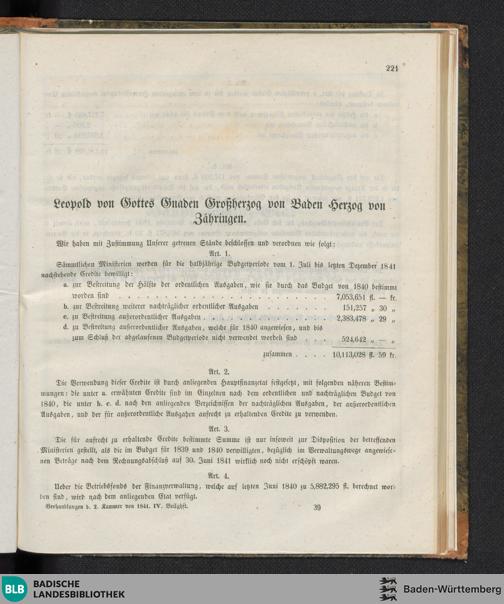 221
Leopold von Gottes Gnaden Großherzog von Baden Herzog von
Zähringen.
Wir haben mit Zustimmung Unserer getreuen Stände beschlossen und verordnen wie folgt:
Art. 1.
Sämmtlichen Ministerien werden für die halbjährige Budgetperiode vom 1. Juli bis letzten Dezember 1841
nachstehende Credite bewilligt:
a. zur Bestreitung der Hälfte der ordentlichen Ausgaben, wie sie durch das Budget von 1840 bestimmt
worden sind . . . 7,053,651 fl. — kr.
b. zur Bestreitung weiterer nachträglicher ordentlicher Ausgaben . . . 151,257 „ 30 „
c. zu Bestreitung außerordentlicher Ausgaben . . . 2,383,478 „ 29 „
d. zu Bestreitung außerordentlicher Ausgaben, welche für 1840 angewiesen, und bis
zum Schluß der abgelaufenen Budgetperiode nicht verwendet worden sind . . . 524,642 „ — „
zusammen . . . . 10,113,028 fl. 59 kr.
Art. 2.
Die Verwendung dieser Credite ist durch anliegenden Hauptfinanzetat festgesetzt, mit folgenden näheren Bestim-
mungen: die unter a. erwähnten Credite sind im Einzelnen nach dem ordentlichen und nachträglichen Budget von
1840, die unter b. c. d. nach den anliegenden Verzeichnissen der nachträglichen Ausgaben, der außerordentlichen
Ausgaben, und der für außerordentliche Ausgaben aufrecht zu erhaltenden Credite zu verwenden.
Art. 3.
Die für aufrecht zu erhaltende Credite bestimmte Summe ist nur insoweit zur Disposition der betreffenden
Ministerien gestellt, als die im Budget für 1839 und 1840 verwilligten, bezüglich im Verwaltungswege angewiese-
nen Beträge nach dem Rechnungsabschluß auf 30. Juni 1841 wirklich noch nicht erschöpft waren.
Art. 4.
Ueber die Betriebsfonds der Finanzverwaltung, welche auf letzten Juni 1840 zu 5,882,295 fl. berechnet wor-
den sind, wird nach dem anliegenden Etat verfügt.
Verhandlungen d. 2. Kammer von 1841. IV. Beilghft. 39
BLB BADISCHE
LANDESBIBLIOTHEK
Baden-Württemberg